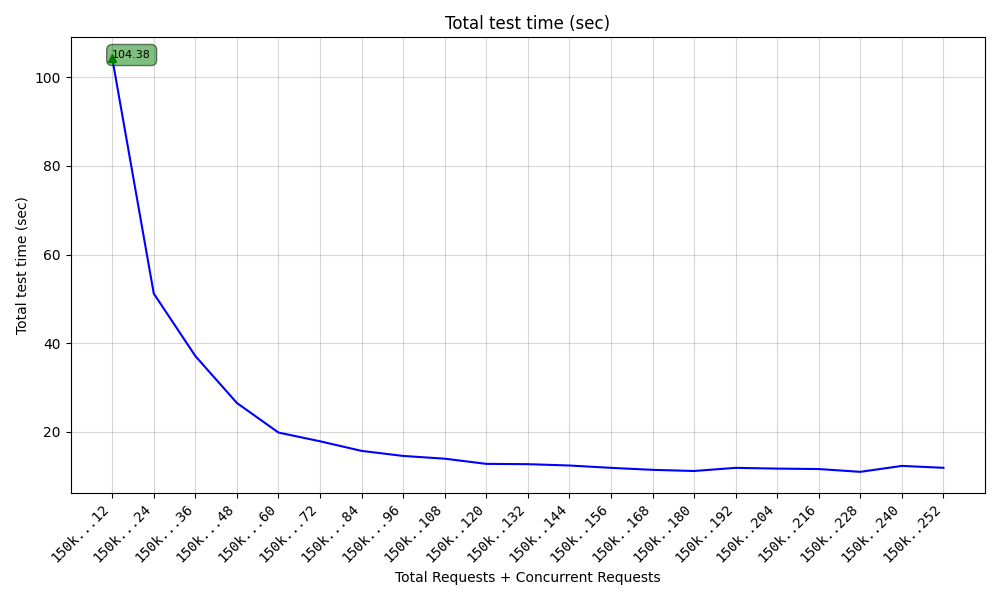 Total test time (sec)
104.38
Total test time (sec)
100
80
60
40
20
150k...12
150k...24
150k...36
150k...48
150k...60
150k...72
150k...84
150k...96
150k..108
150k..120
150k..132
150k..144
150k..156
150k..168
150k..180
150k..192
150k..204
150k..216
150k..228
150k..240
150k..252
Total Requests + Concurrent Requests